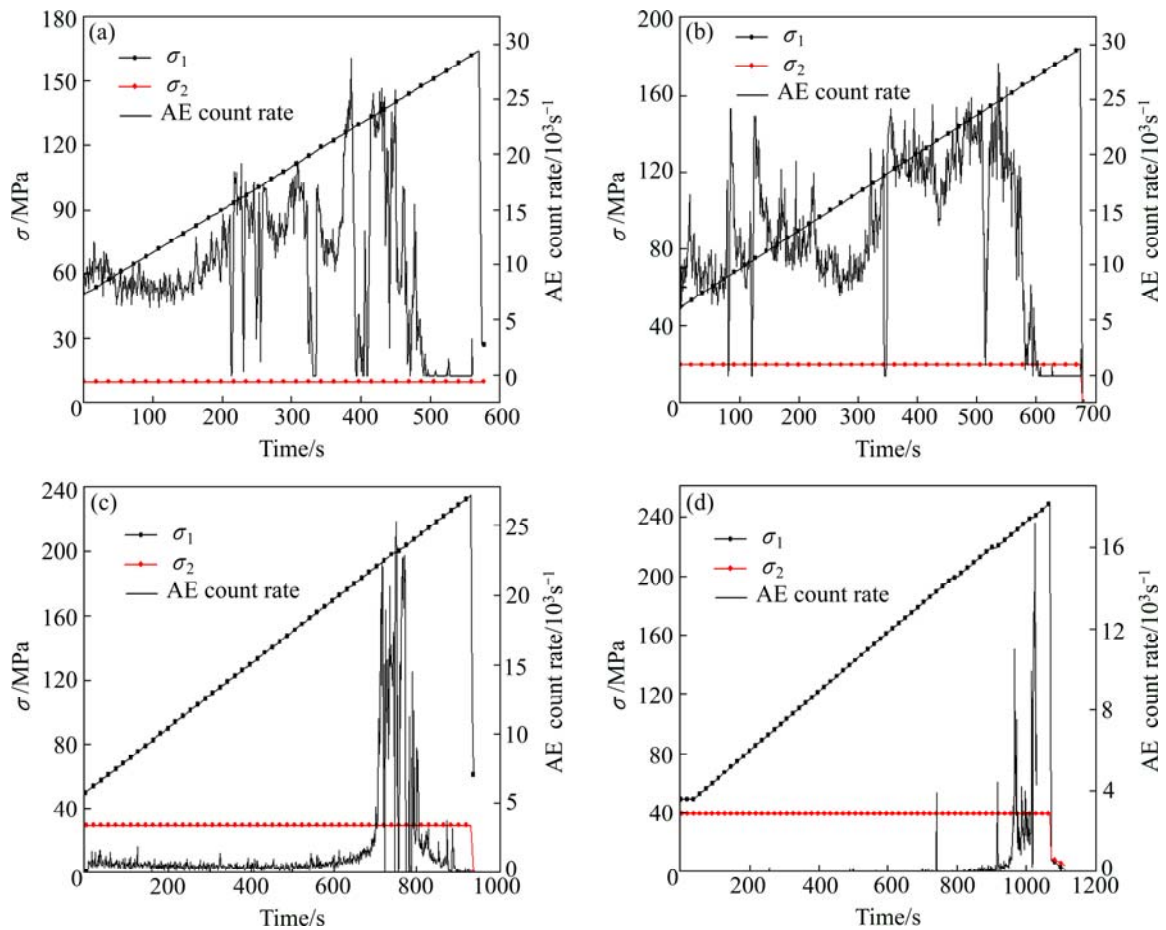 (a)
σ1
σ2
AE count rate
180
150
120
90
60
30
0
σ/MPa
30
25
20
15
10
5
0
AE count rate/10³s⁻¹
0 100 200 300 400 500 600
Time/s
(b)
σ1
σ2
AE count rate
200
160
120
80
40
0
σ/MPa
30
25
20
15
10
5
0
AE count rate/10³s⁻¹
0 100 200 300 400 500 600 700
Time/s
(c)
σ1
σ2
AE count rate
240
200
160
120
80
40
0
σ/MPa
25
20
15
10
5
0
AE count rate/10³s⁻¹
0 200 400 600 800 1000
Time/s
(d)
σ1
σ2
AE count rate
240
200
160
120
80
40
0
σ/MPa
16
12
8
4
0
AE count rate/10³s⁻¹
0 200 400 600 800 1000 1200
Time/s